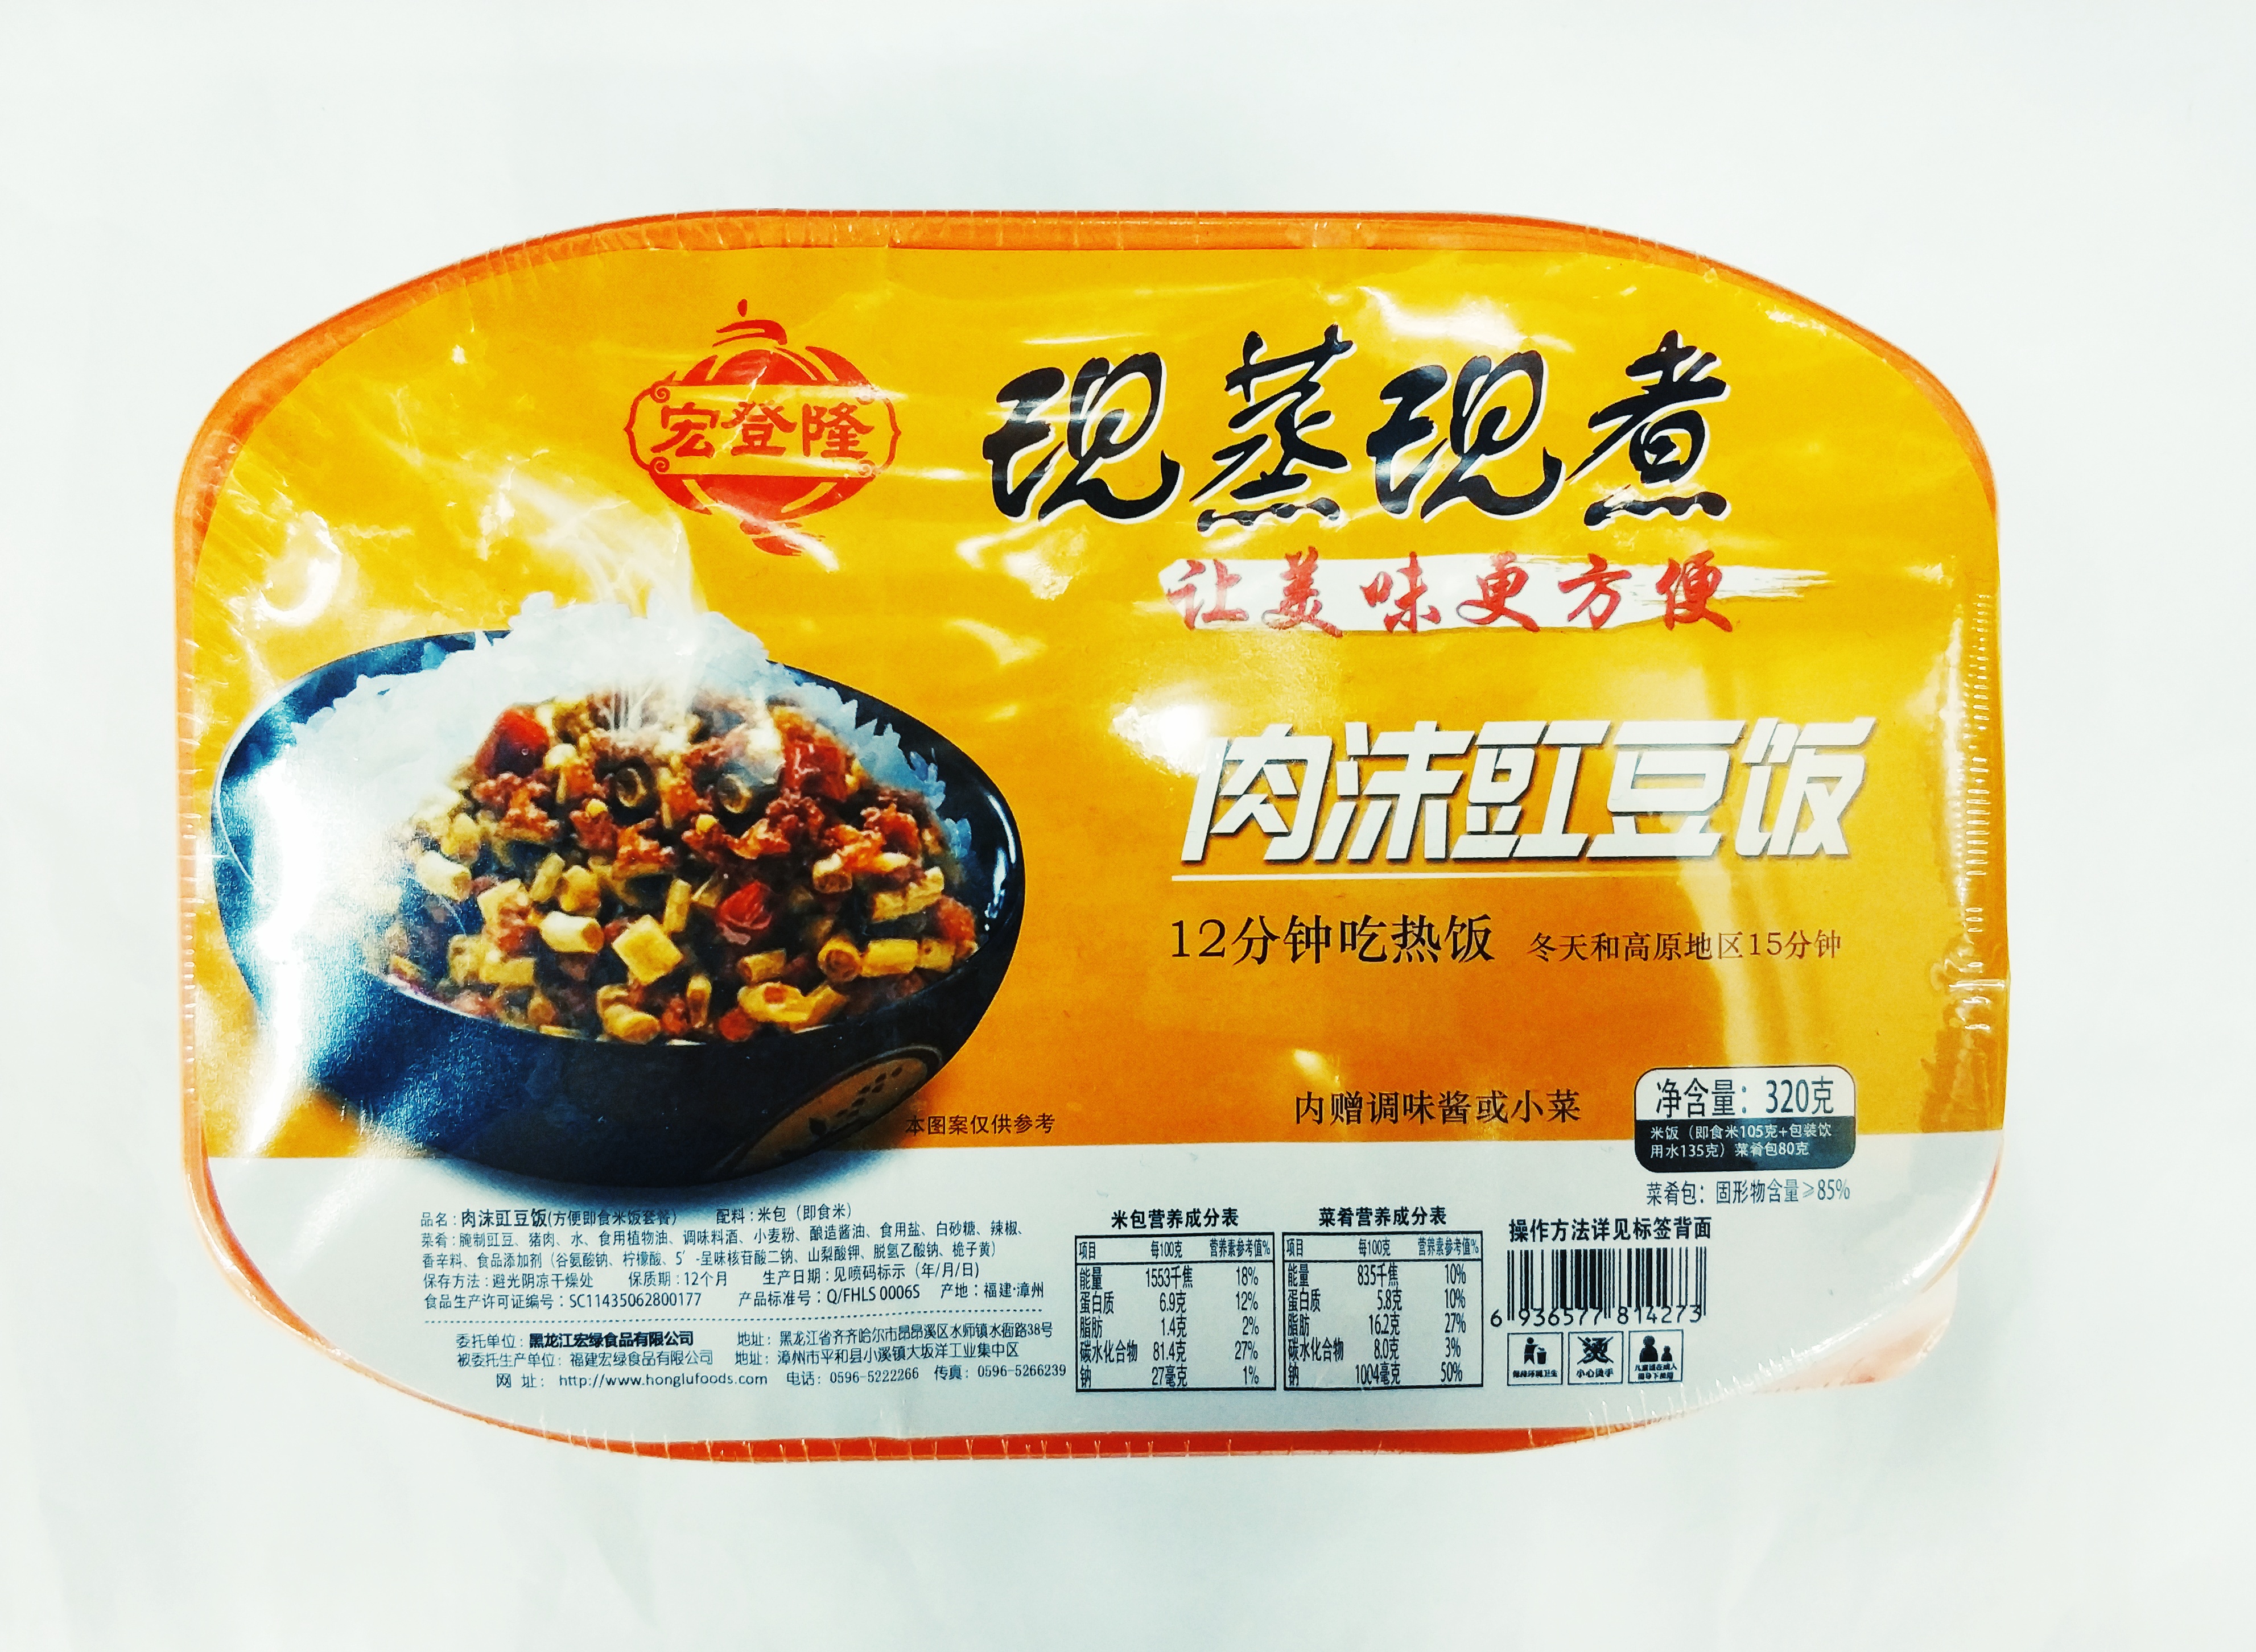 宏登隆
现蒸现煮
让美味更方便
肉沫豇豆饭
12分钟吃热饭 冬天和高原地区15分钟
内赠调味酱或小菜
净含量：320克
米饭（即食米105克+包装饮
用水135克）菜肴包80克
菜肴包：固形物含量≥85%
本图案仅供参考
品名：肉沫豇豆饭(方便即食米饭套餐) 配料：米包（即食米）
菜肴：腌制豇豆、猪肉、水、食用植物油、调味料酒、小麦粉、酿造酱油、食用盐、白砂糖、辣椒、
香辛料、食品添加剂（谷氨酸钠、柠檬酸、5′-呈味核苷酸二钠、山梨酸钾、脱氢乙酸钠、栀子黄）
保存方法：避光阴凉干燥处 保质期：12个月 生产日期：见喷码标示（年/月/日)
食品生产许可证编号：SC11435062800177 产品标准号：Q/FHLS 0006S 产地：福建·漳州
委托单位：黑龙江宏绿食品有限公司 地址：黑龙江省齐齐哈尔市昂昂溪区水师镇水衙路38号
被委托生产单位：福建宏绿食品有限公司 地址：漳州市平和县小溪镇大坂洋工业集中区
网 址： http://www.honglufoods.com 电话：0596-5222266 传真：0596-5266239
米包营养成分表
项目 每100克 营养素参考值%
能量 1553千焦 18%
蛋白质 6.9克 12%
脂肪 1.4克 2%
碳水化合物 81.4克 27%
钠 27毫克 1%
菜肴营养成分表
项目 每100克 营养素参考值%
能量 835千焦 10%
蛋白质 5.8克 10%
脂肪 16.2克 27%
碳水化合物 8.0克 3%
钠 1004毫克 50%
操作方法详见标签背面
6 936577 814273
保持环境卫生
烫
小心烫手
儿童请在成人
陪身下加热